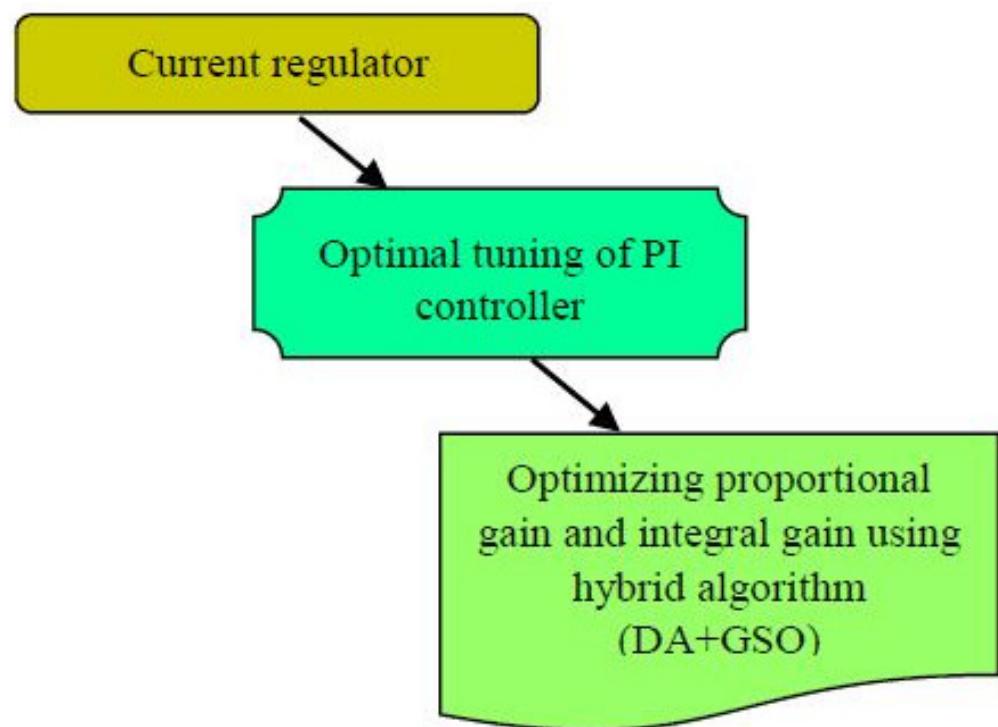 Current regulator
Optimal tuning of PI
controller
Optimizing proportional
gain and integral gain using
hybrid algorithm
(DA+GSO)